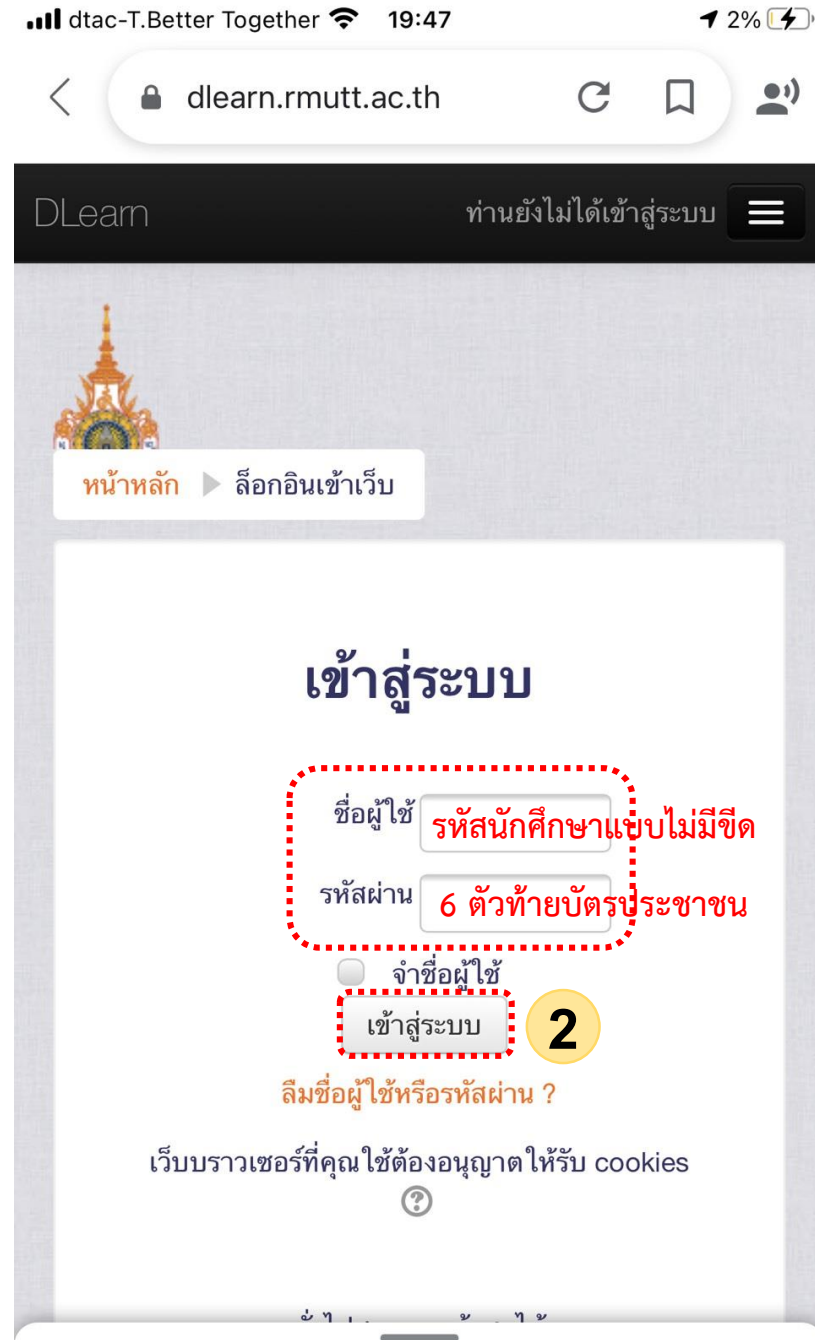 dtac-T.Better Together 19:47 2%
dlearn.rmutt.ac.th
DLearn ท่านยังไม่ได้เข้าสู่ระบบ
หน้าหลัก ล็อกอินเข้าเว็บ
เข้าสู่ระบบ
ชื่อผู้ใช้ รหัสนักศึกษาแบบไม่มีขีด
รหัสผ่าน 6 ตัวท้ายบัตรประชาชน
จำชื่อผู้ใช้
เข้าสู่ระบบ 2
ลืมชื่อผู้ใช้หรือรหัสผ่าน ?
เว็บบราวเซอร์ที่คุณใช้ต้องอนุญาตให้รับ cookies
?